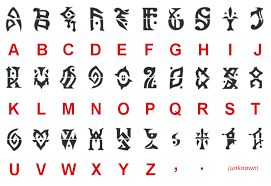 A B C D E F G H I J
K L M N O P Q R S T
U V W X Y Z , . (unknown)